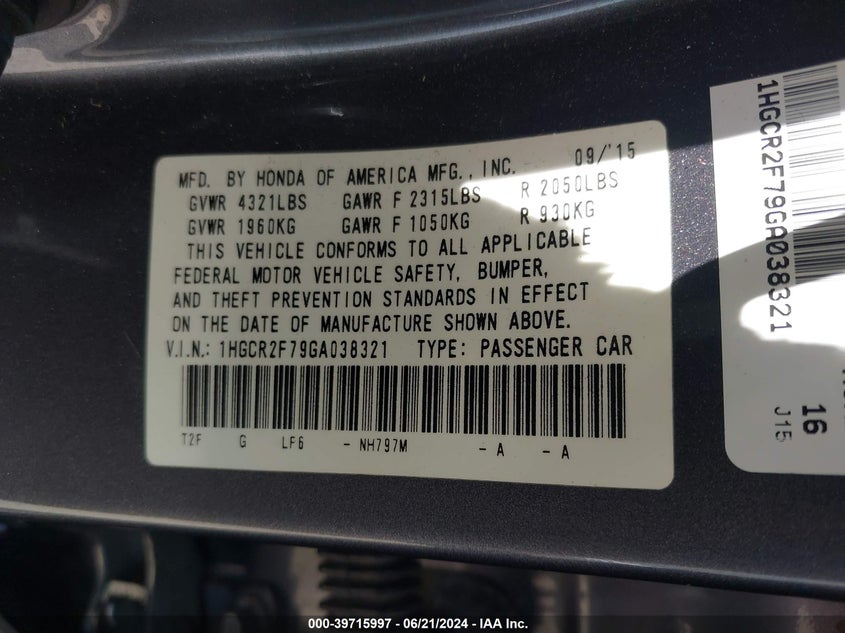 MFD. BY HONDA OF AMERICA MFG., INC. 09/'15
GVWR 4321LBS GAWR F 2315LBS R 2050LBS
GVWR 1960KG GAWR F 1050KG R 930KG
THIS VEHICLE CONFORMS TO ALL APPLICABLE
FEDERAL MOTOR VEHICLE SAFETY, BUMPER,
AND THEFT PREVENTION STANDARDS IN EFFECT
ON THE DATE OF MANUFACTURE SHOWN ABOVE.
V.I.N.: 1HGCR2F79GA038321 TYPE: PASSENGER CAR
T2F G LF6 - NH797M - A - A
1HGCR2F79GA038321
16
J15
000-39715997 - 06/21/2024 - IAA Inc.